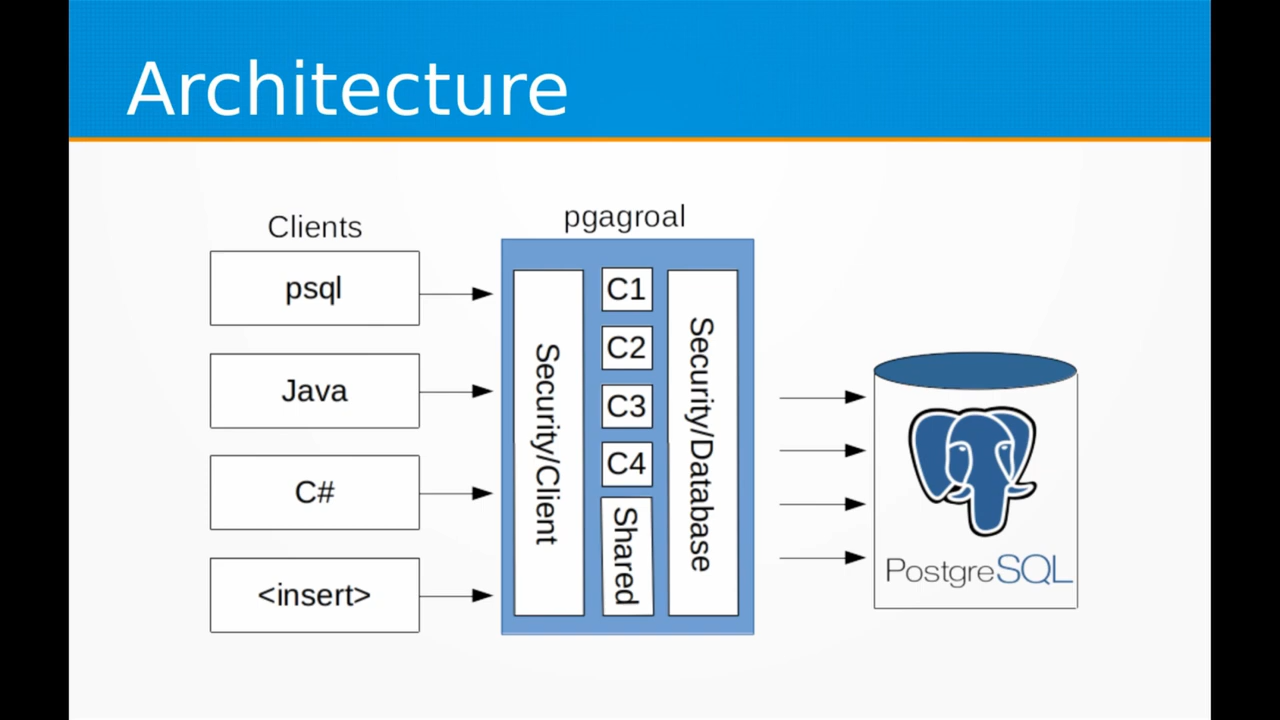 Architecture
Clients
psql
Java
C#
<insert>
pgagroal
Security/Client
C1
C2
C3
C4
Shared
Security/Database
PostgreSQL